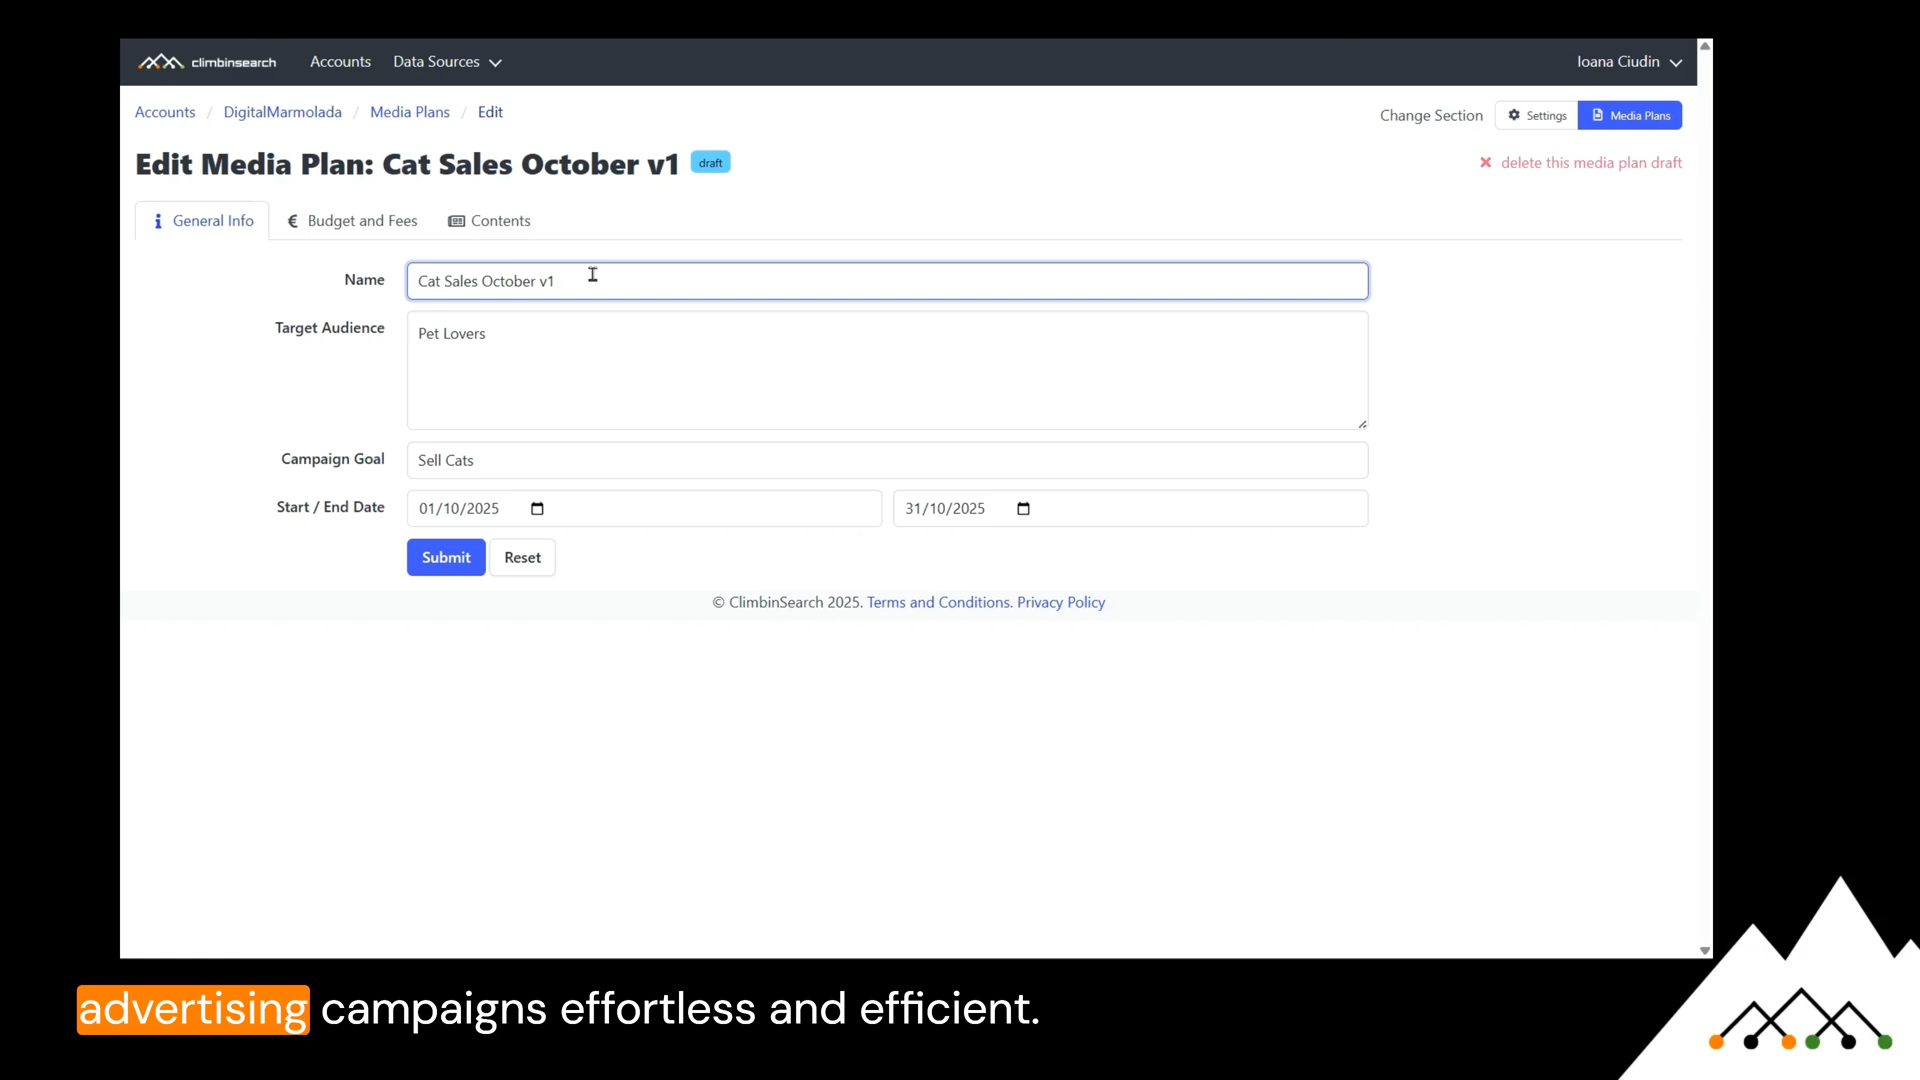 climbinsearch Accounts Data Sources Ioana Ciudin
Accounts / DigitalMarmolada / Media Plans / Edit
Change Section Settings Media Plans
Edit Media Plan: Cat Sales October v1 draft
delete this media plan draft
General Info € Budget and Fees Contents
Name Cat Sales October v1
Target Audience Pet Lovers
Campaign Goal Sell Cats
Start / End Date 01/10/2025 31/10/2025
Submit Reset
© ClimbinSearch 2025. Terms and Conditions. Privacy Policy
advertising campaigns effortless and efficient.